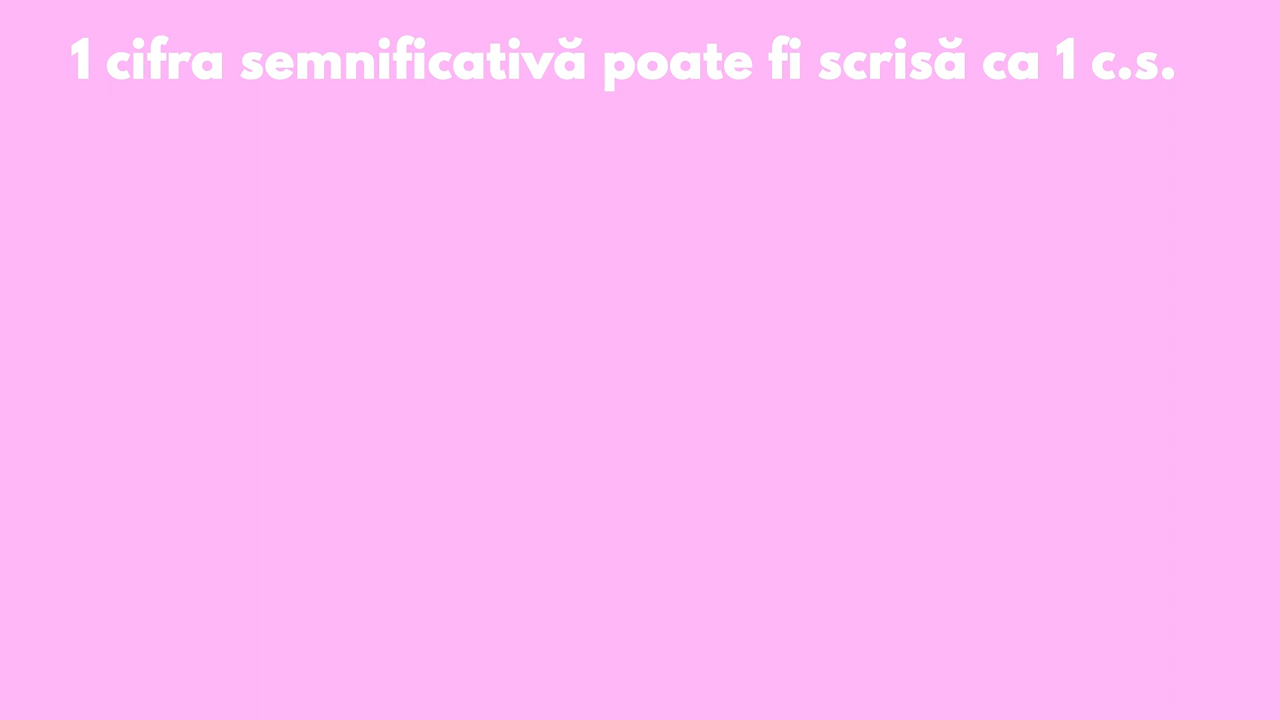 1 cifra semnificativă poate fi scrisă ca 1 c.s.